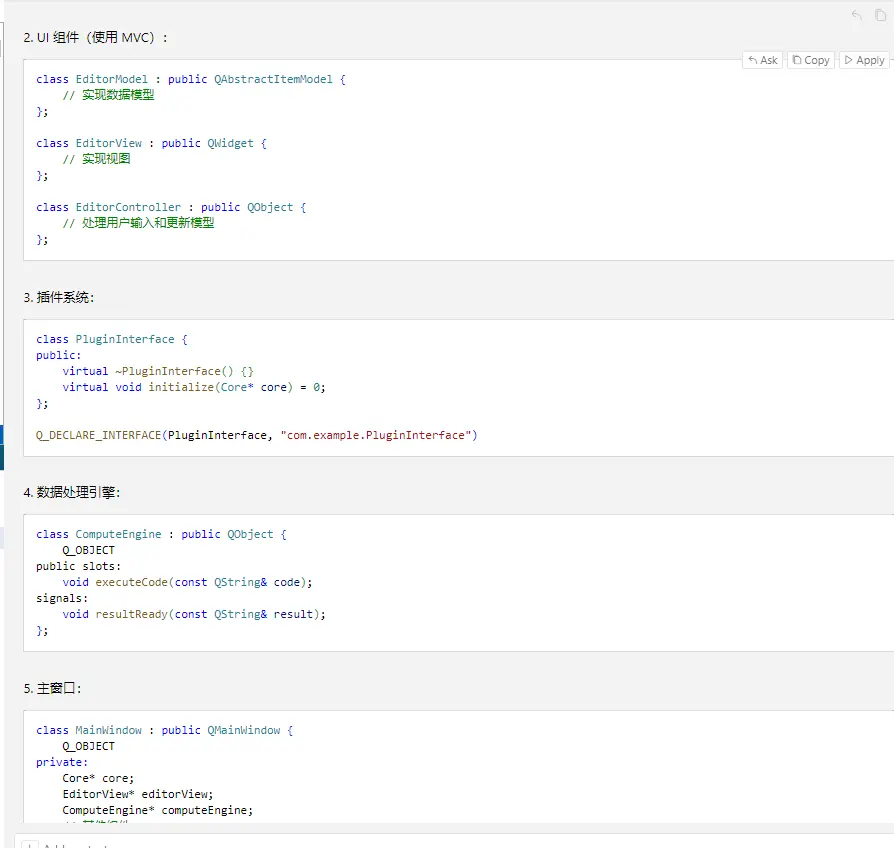 2. UI 组件（使用 MVC）:
Ask Copy Apply
class EditorModel : public QAbstractItemModel {
    // 实现数据模型
};
class EditorView : public QWidget {
    // 实现视图
};
class EditorController : public QObject {
    // 处理用户输入和更新模型
};
3. 插件系统:
class PluginInterface {
public:
    virtual ~PluginInterface() {}
    virtual void initialize(Core* core) = 0;
};
Q_DECLARE_INTERFACE(PluginInterface, "com.example.PluginInterface")
4. 数据处理引擎:
class ComputeEngine : public QObject {
    Q_OBJECT
public slots:
    void executeCode(const QString& code);
signals:
    void resultReady(const QString& result);
};
5. 主窗口:
class MainWindow : public QMainWindow {
    Q_OBJECT
private:
    Core* core;
    EditorView* editorView;
    ComputeEngine* computeEngine;